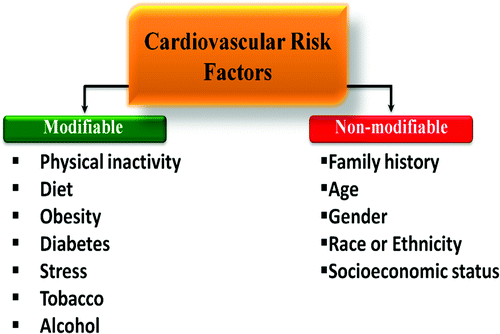 Cardiovascular Risk
Factors
Modifiable
▪ Physical inactivity
▪ Diet
▪ Obesity
▪ Diabetes
▪ Stress
▪ Tobacco
▪ Alcohol
Non-modifiable
▪ Family history
▪ Age
▪ Gender
▪ Race or Ethnicity
▪ Socioeconomic status